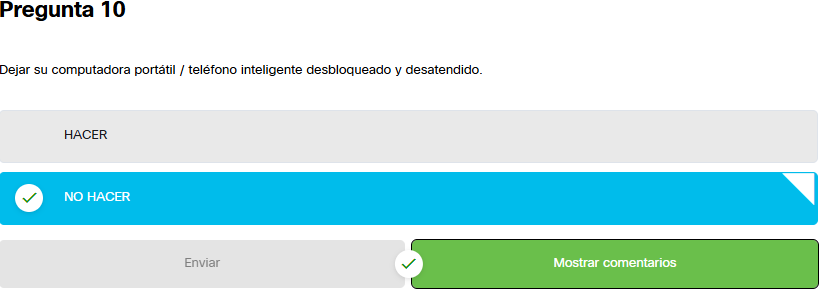 Pregunta 10
Dejar su computadora portátil / teléfono inteligente desbloqueado y desatendido.
HACER
NO HACER
Enviar
Mostrar comentarios